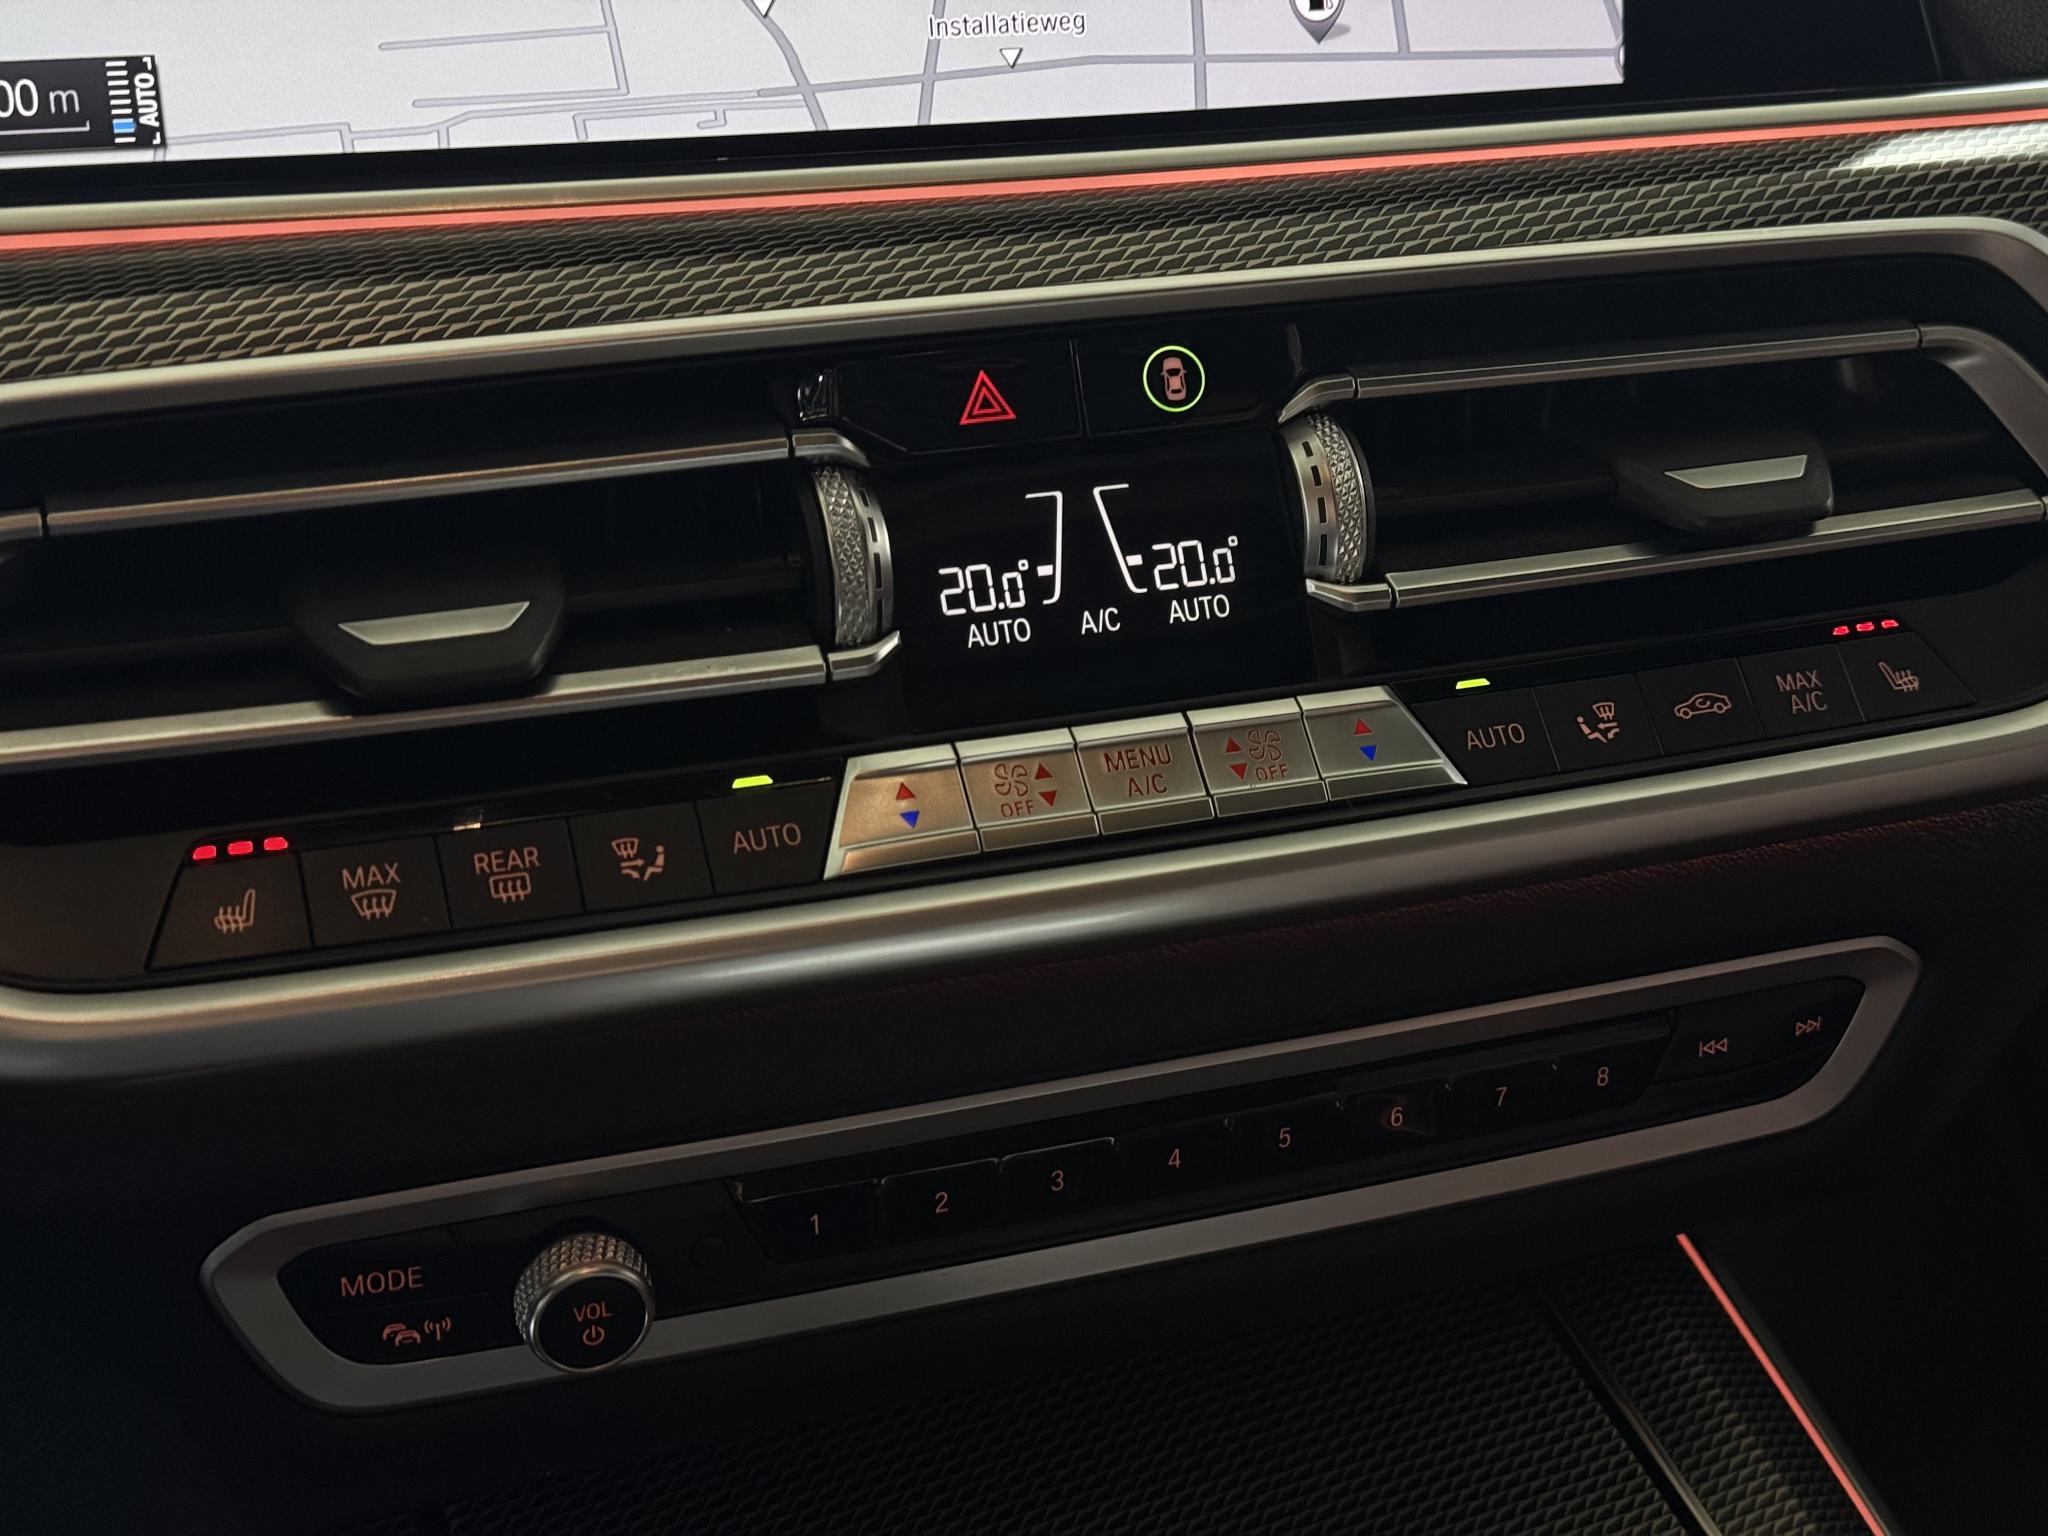 Installatieweg
00 m
AUTO
20.0° 20.0°
AUTO A/C AUTO
MAX
REAR
AUTO
OFF
MENU
A/C
OFF
AUTO
MAX
A/C
MODE
VOL
1 2 3 4 5 6 7 8